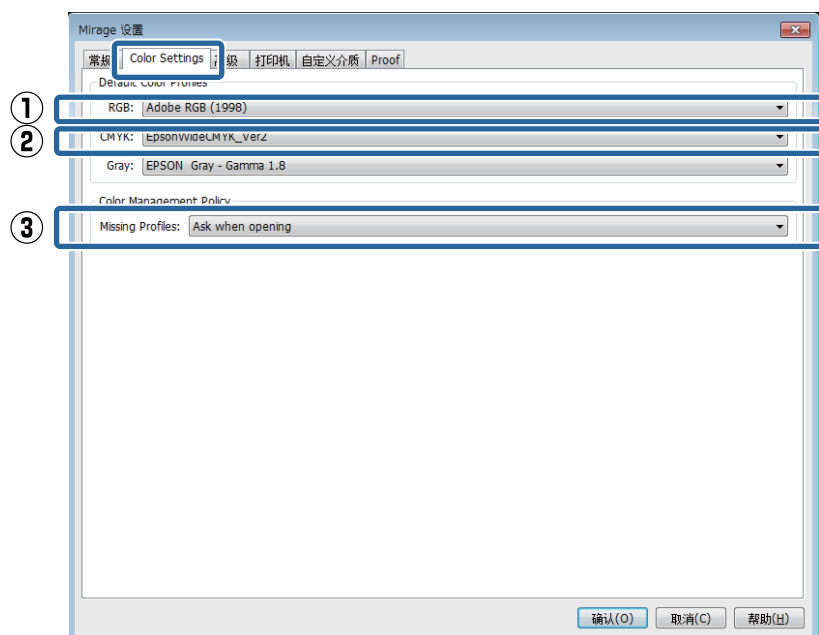 Mirage 设置
常规 Color Settings 高级 打印机 自定义介质 Proof
Default Color Profiles
① RGB: Adobe RGB (1998)
② CMYK: EpsonWideCMYK_Ver2
Gray: EPSON Gray - Gamma 1.8
Color Management Policy
③ Missing Profiles: Ask when opening
确认(O) 取消(C) 帮助(H)